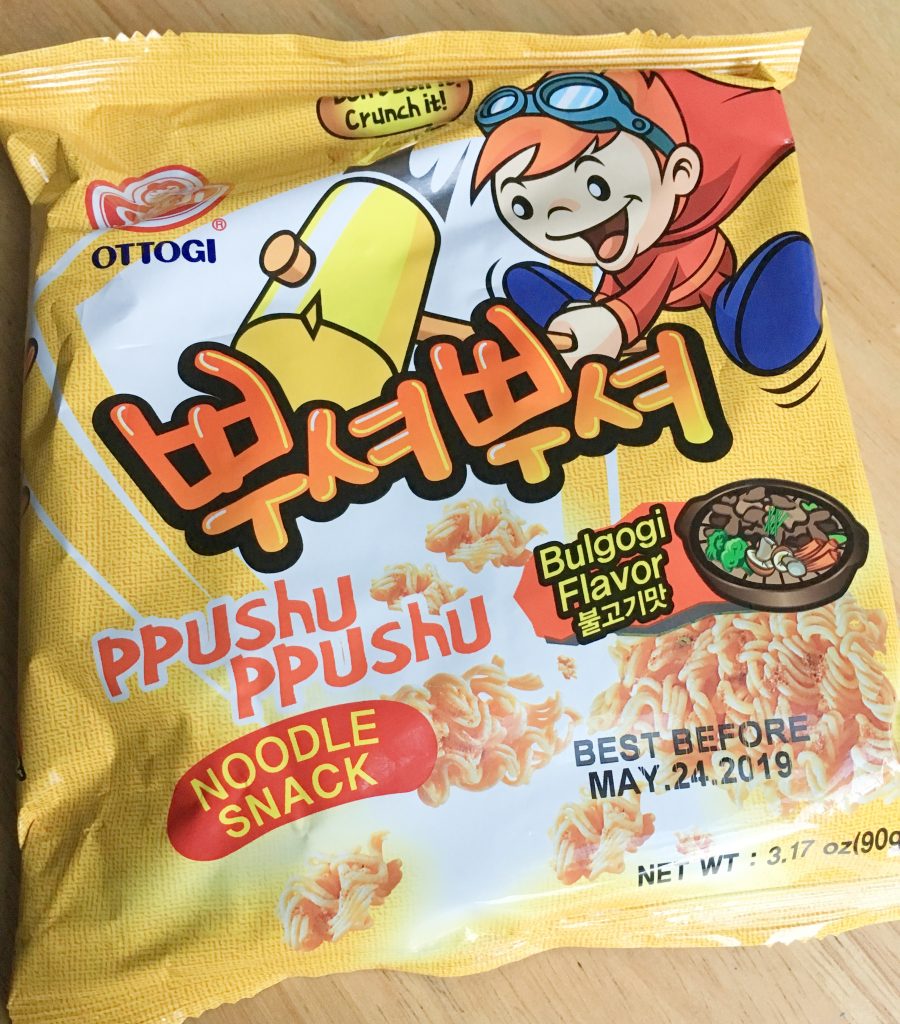 Crunch it!
OTTOGI
뿌셔뿌셔
PPUSHU
PPUSHU
Bulgogi
Flavor
불고기맛
NOODLE
SNACK
BEST BEFORE
MAY.24.2019
NET WT : 3.17 oz(90g